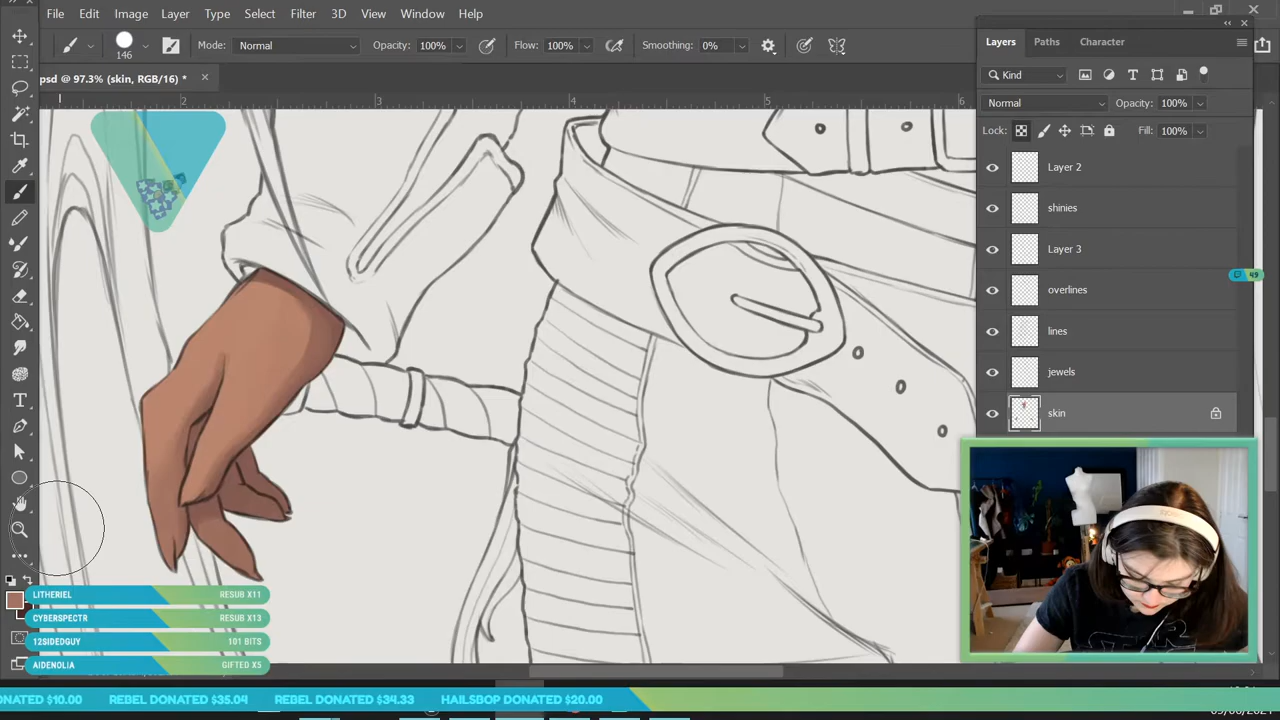 File Edit Image Layer Type Select Filter 3D View Window Help
146 Mode: Normal Opacity: 100% Flow: 100% Smoothing: 0%
psd @ 97.3% (skin, RGB/16) *
2 3 4 5 6
Layers Paths Character
Kind
Normal Opacity: 100%
Lock: Fill: 100%
Layer 2
shinies
Layer 3
49
overlines
lines
jewels
skin
LITHERIEL RESUB X11
CYBERSPECTR RESUB X13
12SIDEDGUY 101 BITS
AIDENOLIA GIFTED X5
ONATED $10.00 REBEL DONATED $35.04 REBEL DONATED $34.33 HAILSBOP DONATED $20.00